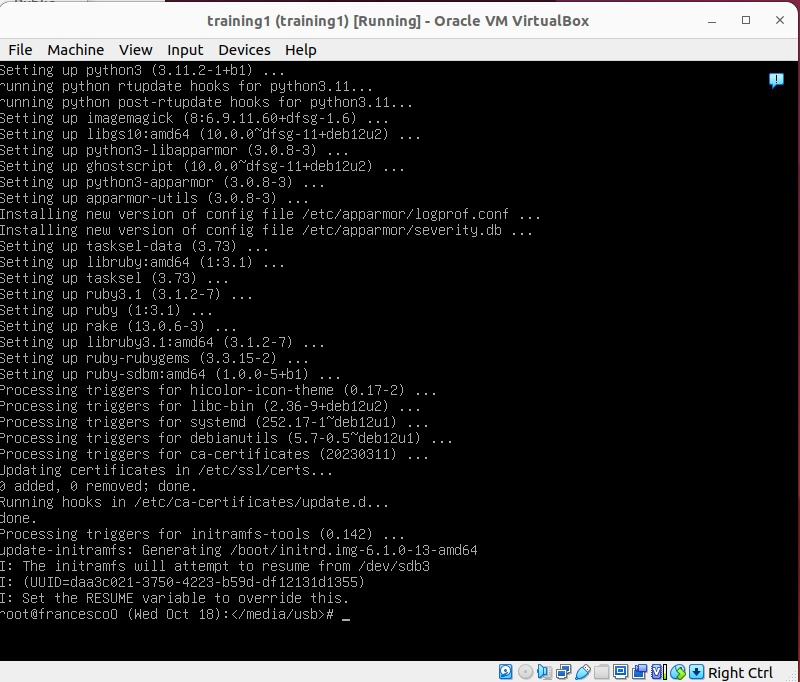 training1 (training1) [Running] - Oracle VM VirtualBox
File Machine View Input Devices Help
Setting up python3 (3.11.2-1+b1) ...
running python rtupdate hooks for python3.11...
running python post-rtupdate hooks for python3.11...
Setting up imagemagick (8:6.9.11.60+dfsg-1.6) ...
Setting up libgs10:amd64 (10.0.0~dfsg-11+deb12u2) ...
Setting up python3-libapparmor (3.0.8-3) ...
Setting up ghostscript (10.0.0~dfsg-11+deb12u2) ...
Setting up python3-apparmor (3.0.8-3) ...
Setting up apparmor-utils (3.0.8-3) ...
Installing new version of config file /etc/apparmor/logprof.conf ...
Installing new version of config file /etc/apparmor/severity.db ...
Setting up tasksel-data (3.73) ...
Setting up libruby:amd64 (1:3.1) ...
Setting up tasksel (3.73) ...
Setting up ruby3.1 (3.1.2-7) ...
Setting up ruby (1:3.1) ...
Setting up rake (13.0.6-3) ...
Setting up libruby3.1:amd64 (3.1.2-7) ...
Setting up ruby-rubygems (3.3.15-2) ...
Setting up ruby-sdbm:amd64 (1.0.0-5+b1) ...
Processing triggers for hicolor-icon-theme (0.17-2) ...
Processing triggers for libc-bin (2.36-9+deb12u2) ...
Processing triggers for systemd (252.17-1~deb12u1) ...
Processing triggers for debianutils (5.7-0.5~deb12u1) ...
Processing triggers for ca-certificates (20230311) ...
Updating certificates in /etc/ssl/certs...
0 added, 0 removed; done.
Running hooks in /etc/ca-certificates/update.d...
done.
Processing triggers for initramfs-tools (0.142) ...
update-initramfs: Generating /boot/initrd.img-6.1.0-13-amd64
I: The initramfs will attempt to resume from /dev/sdb3
I: (UUID=daa3c021-3750-4223-b59d-df12131d1355)
I: Set the RESUME variable to override this.
root@francesco0 (Wed Oct 18):</media/usb># _
Right Ctrl